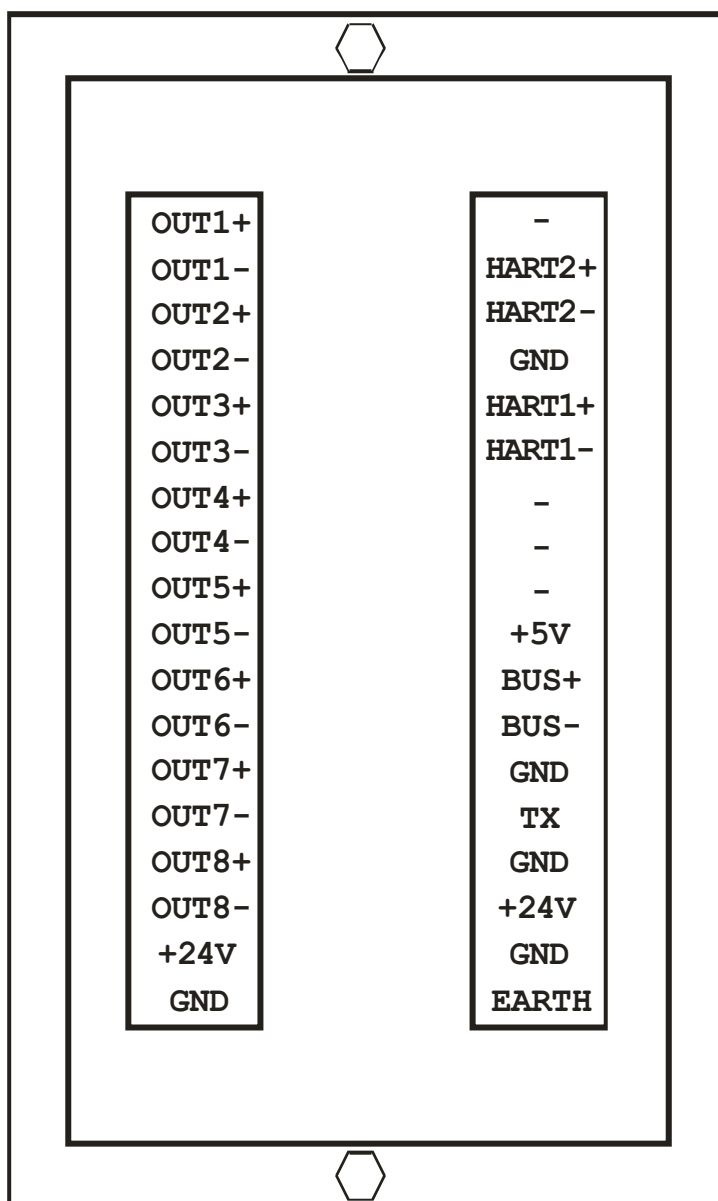 OUT1+
OUT1-
OUT2+
OUT2-
OUT3+
OUT3-
OUT4+
OUT4-
OUT5+
OUT5-
OUT6+
OUT6-
OUT7+
OUT7-
OUT8+
OUT8-
+24V
GND
-
HART2+
HART2-
GND
HART1+
HART1-
-
-
-
+5V
BUS+
BUS-
GND
TX
GND
+24V
GND
EARTH